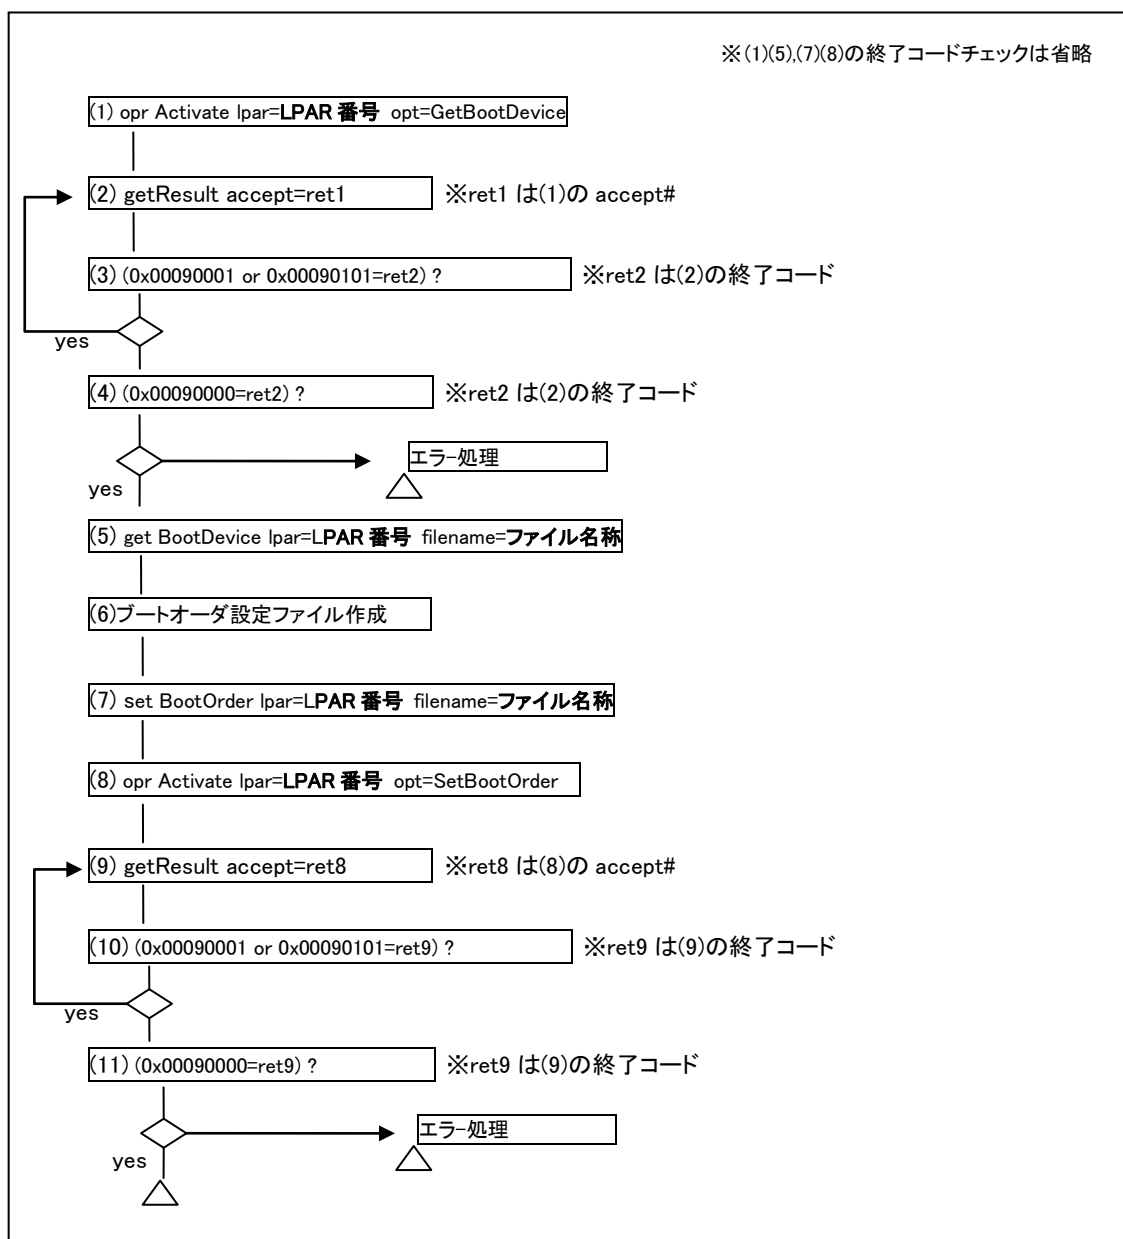 ※(1)(5),(7)(8)の終了コードチェックは省略
(1) opr Activate lpar=LPAR 番号 opt=GetBootDevice
(2) getResult accept=ret1 ※ret1 は(1)の accept#
(3) (0x00090001 or 0x00090101=ret2) ? ※ret2 は(2)の終了コード
yes
(4) (0x00090000=ret2) ? ※ret2 は(2)の終了コード
エラー処理
yes
(5) get BootDevice lpar=LPAR 番号 filename=ファイル名称
(6)ブートオーダ設定ファイル作成
(7) set BootOrder lpar=LPAR 番号 filename=ファイル名称
(8) opr Activate lpar=LPAR 番号 opt=SetBootOrder
(9) getResult accept=ret8 ※ret8 は(8)の accept#
(10) (0x00090001 or 0x00090101=ret9) ? ※ret9 は(9)の終了コード
yes
(11) (0x00090000=ret9) ? ※ret9 は(9)の終了コード
エラー処理
yes